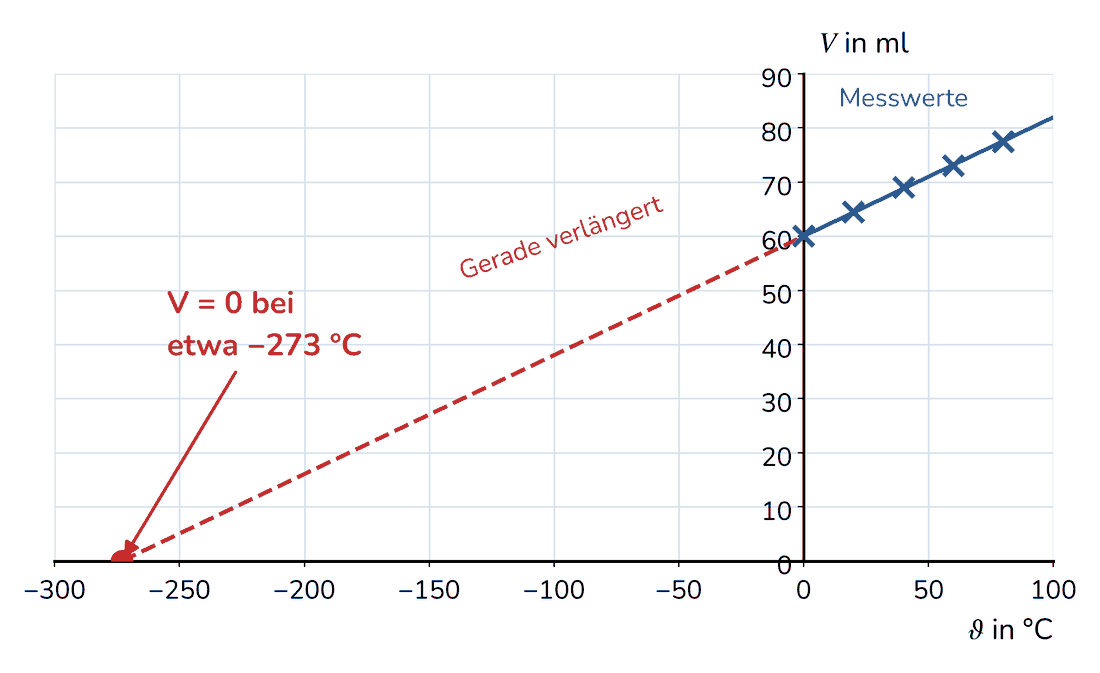 V in ml
90
Messwerte
80
70
Gerade verlängert
60
V = 0 bei
50
etwa −273 °C
40
30
20
10
0
−300 −250 −200 −150 −100 −50 0 50 100
ϑ in °C